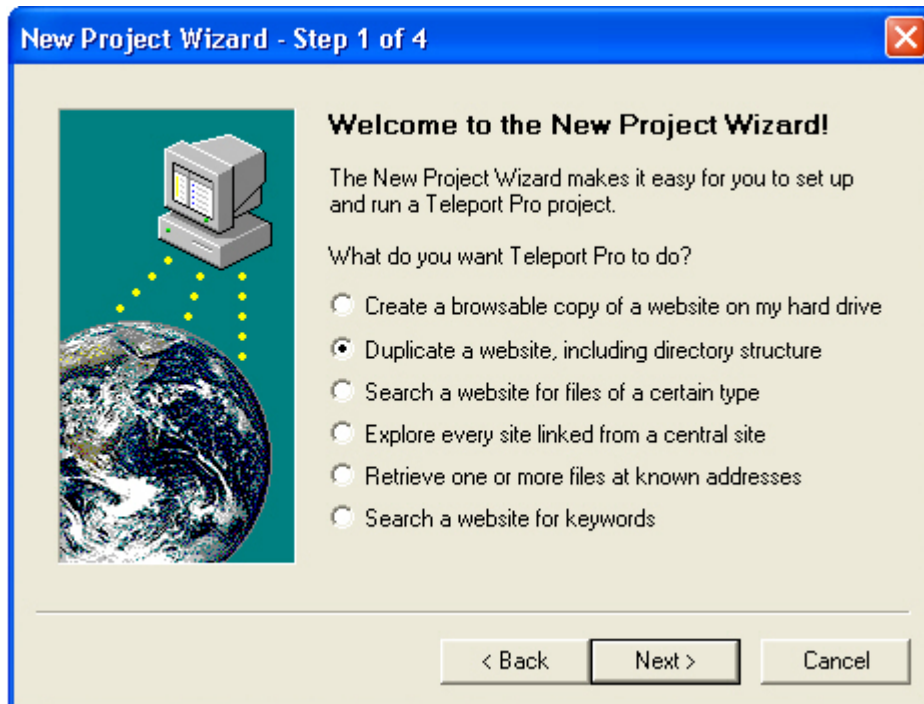 New Project Wizard - Step 1 of 4
Welcome to the New Project Wizard!
The New Project Wizard makes it easy for you to set up
and run a Teleport Pro project.
What do you want Teleport Pro to do?
Create a browsable copy of a website on my hard drive
Duplicate a website, including directory structure
Search a website for files of a certain type
Explore every site linked from a central site
Retrieve one or more files at known addresses
Search a website for keywords
< Back
Next >
Cancel